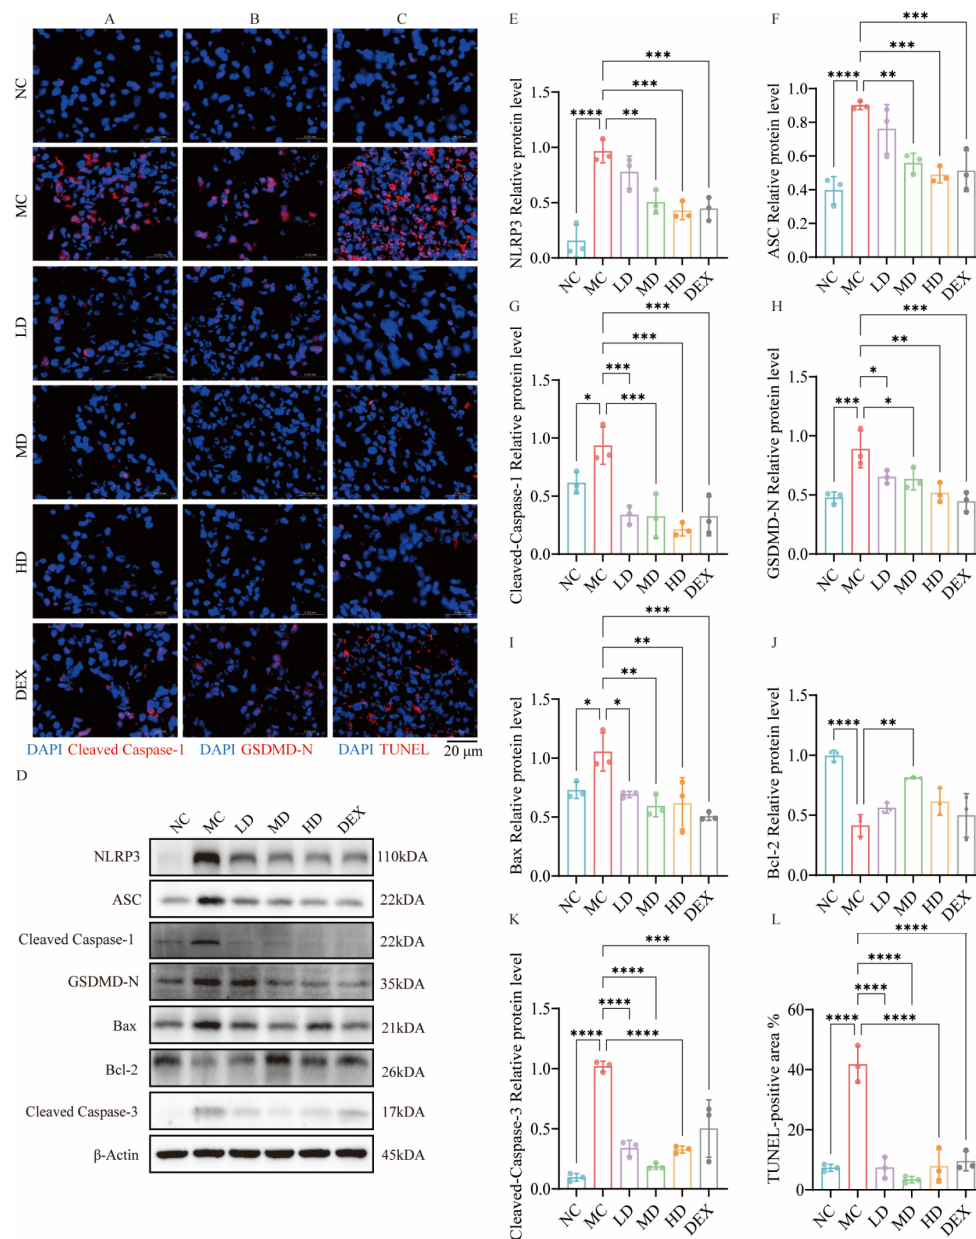 A B C
NC
MC
LD
MD
HD
DEX
DAPI Cleaved Caspase-1 DAPI GSDMD-N DAPI TUNEL 20 μm
D
NC MC LD MD HD DEX
NLRP3 110kDA
ASC 22kDA
Cleaved Caspase-1 22kDA
GSDMD-N 35kDA
Bax 21kDA
Bcl-2 26kDA
Cleaved Caspase-3 17kDA
β-Actin 45kDA
E
NLRP3 Relative protein level
***
***
**** **
1.5
1.0
0.5
0.0
NC MC LD MD HD DEX
F
ASC Relative protein level
***
***
**** **
1.0
0.8
0.6
0.4
0.0
NC MC LD MD HD DEX
G
Cleaved-Caspase-1 Relative protein level
***
***
***
* ***
1.5
1.0
0.5
0.0
NC MC LD MD HD DEX
H
GSDMD-N Relative protein level
***
**
*
*** *
1.5
1.0
0.5
0.0
NC MC LD MD HD DEX
I
Bax Relative protein level
***
**
**
* *
1.5
1.0
0.5
0.0
NC MC LD MD HD DEX
J
Bcl-2 Relative protein level
**** **
1.5
1.0
0.5
0.0
NC MC LD MD HD DEX
K
Cleaved-Caspase-3 Relative protein level
***
****
****
**** ****
1.5
1.0
0.5
0.0
NC MC LD MD HD DEX
L
TUNEL-positive area %
****
****
****
**** ****
60
40
20
0
NC MC LD MD HD DEX